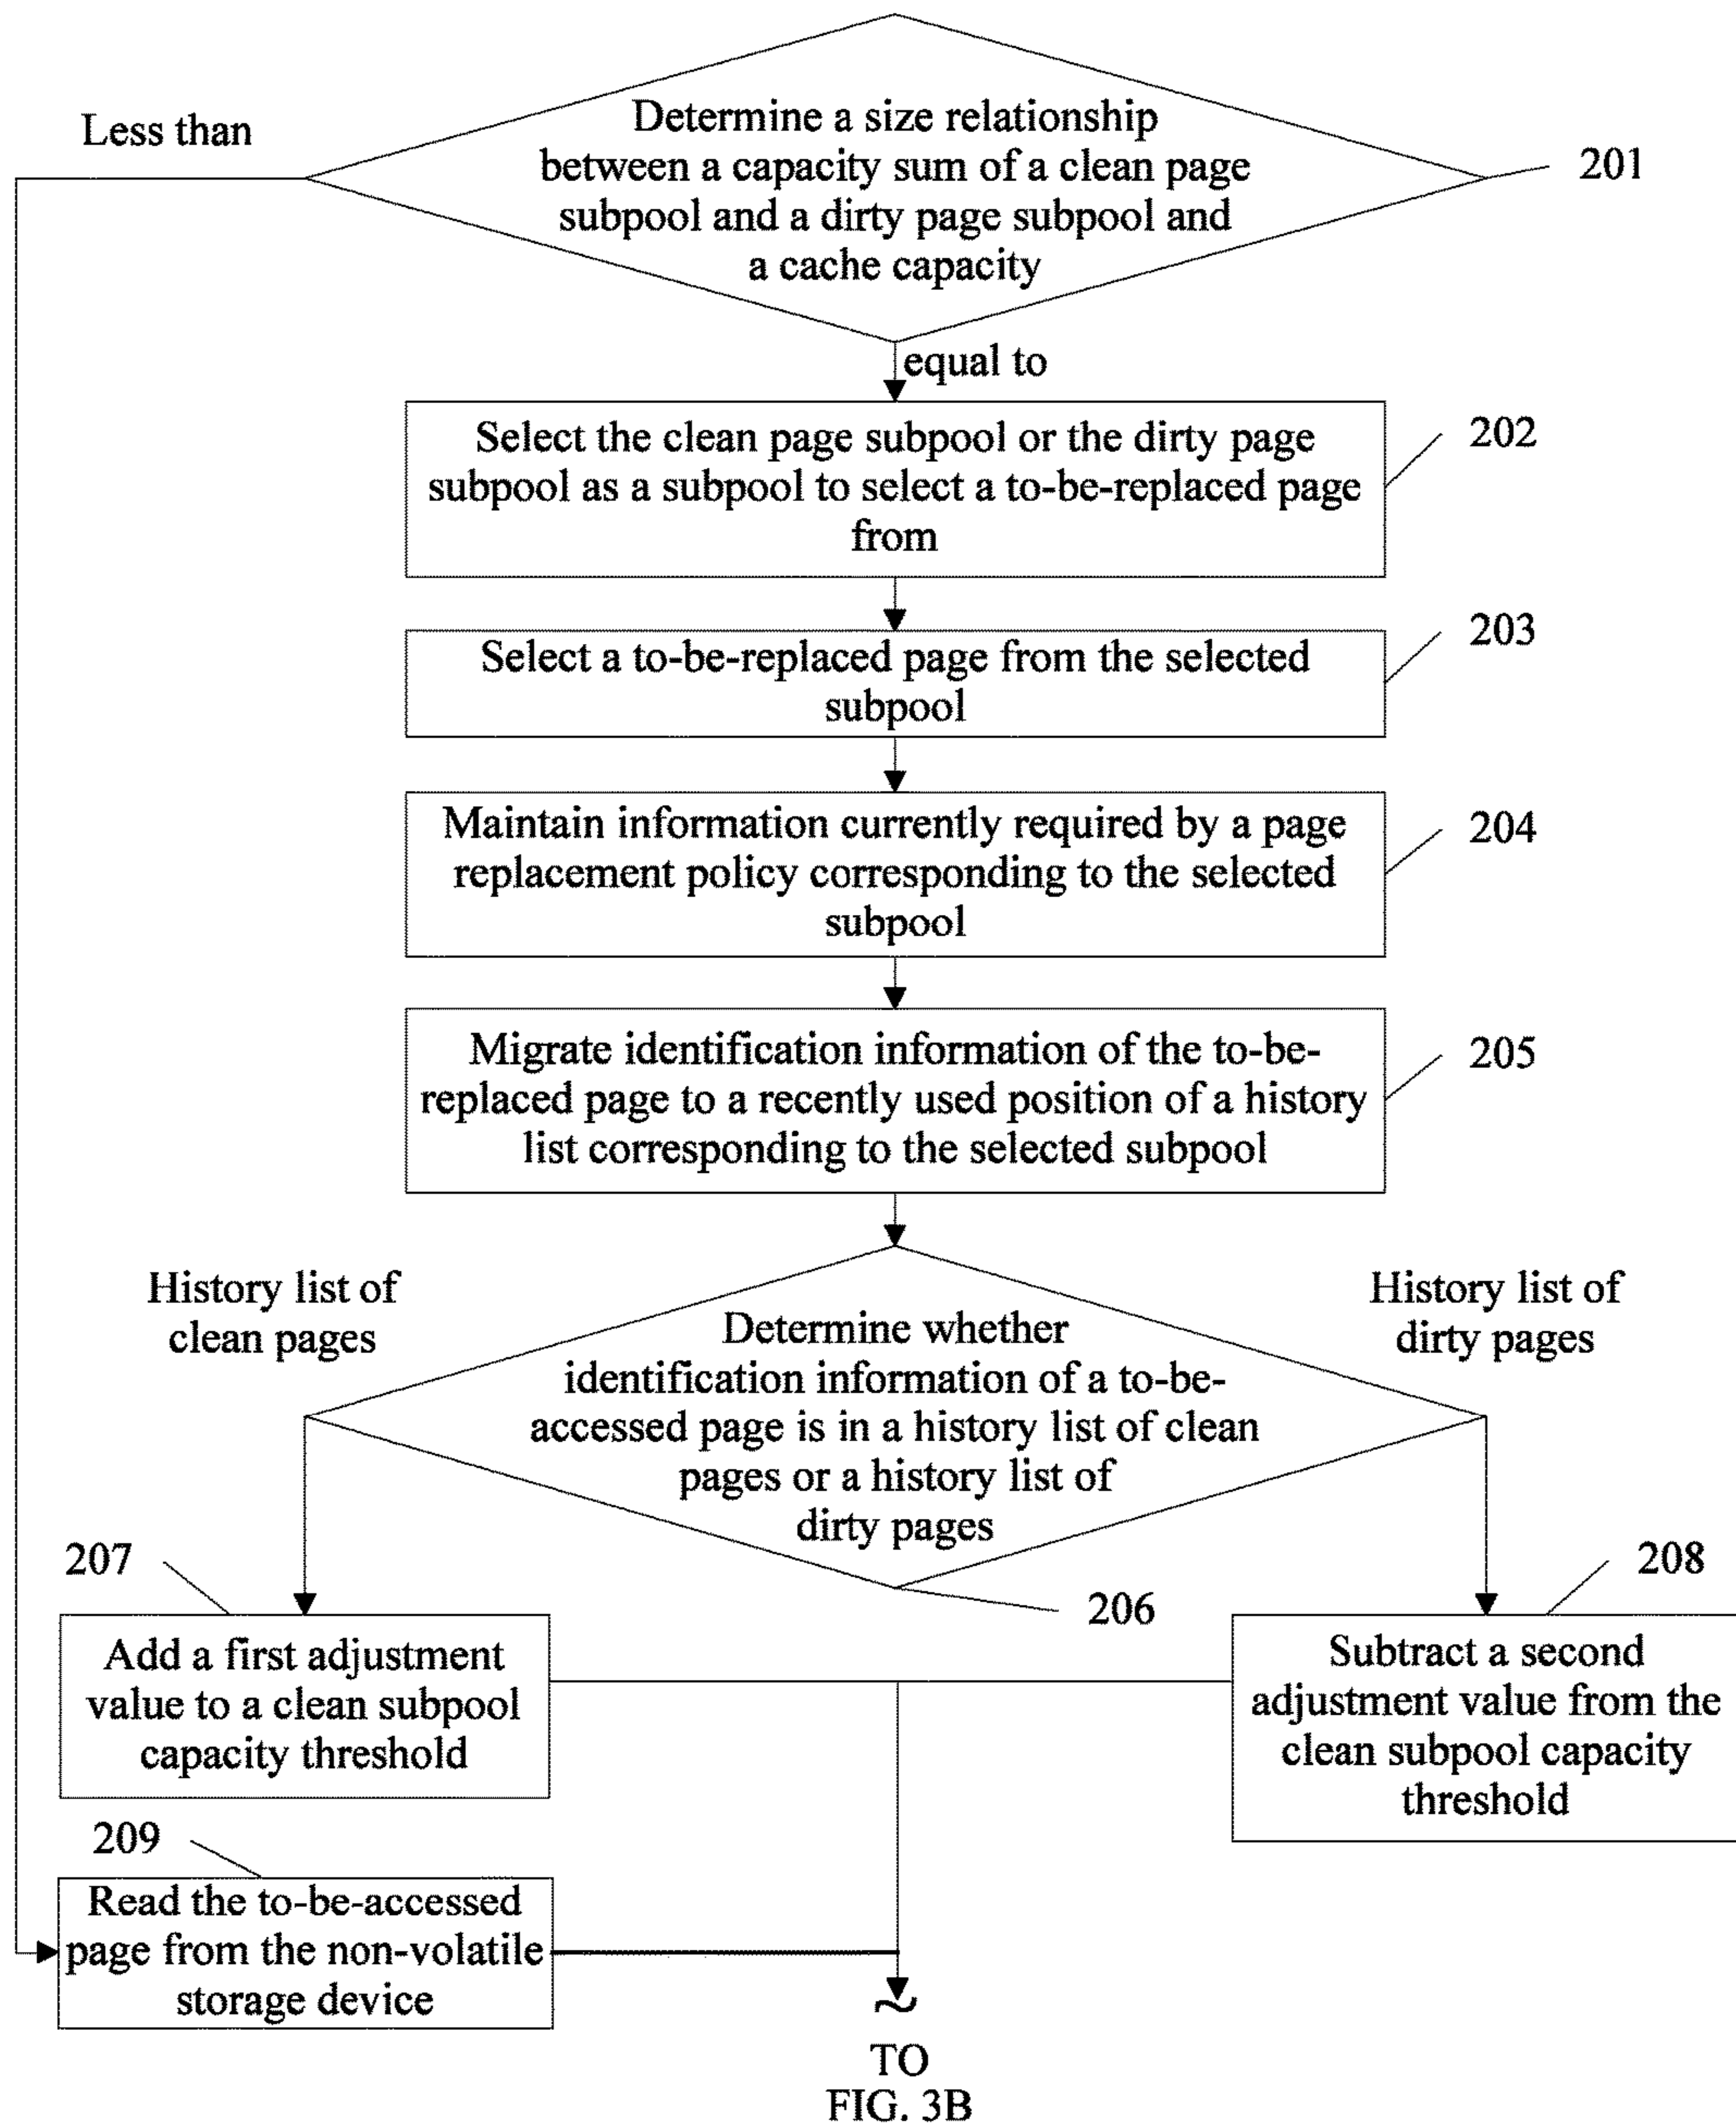 Less than
Determine a size relationship
between a capacity sum of a clean page
subpool and a dirty page subpool and
a cache capacity
201
equal to
Select the clean page subpool or the dirty page
subpool as a subpool to select a to-be-replaced page
from
202
Select a to-be-replaced page from the selected
subpool
203
Maintain information currently required by a page
replacement policy corresponding to the selected
subpool
204
Migrate identification information of the to-be-
replaced page to a recently used position of a history
list corresponding to the selected subpool
205
History list of
clean pages
Determine whether
identification information of a to-be-
accessed page is in a history list of clean
pages or a history list of
dirty pages
History list of
dirty pages
206
207
Add a first adjustment
value to a clean subpool
capacity threshold
208
Subtract a second
adjustment value from the
clean subpool capacity
threshold
209
Read the to-be-accessed
page from the non-volatile
storage device
TO
FIG. 3B